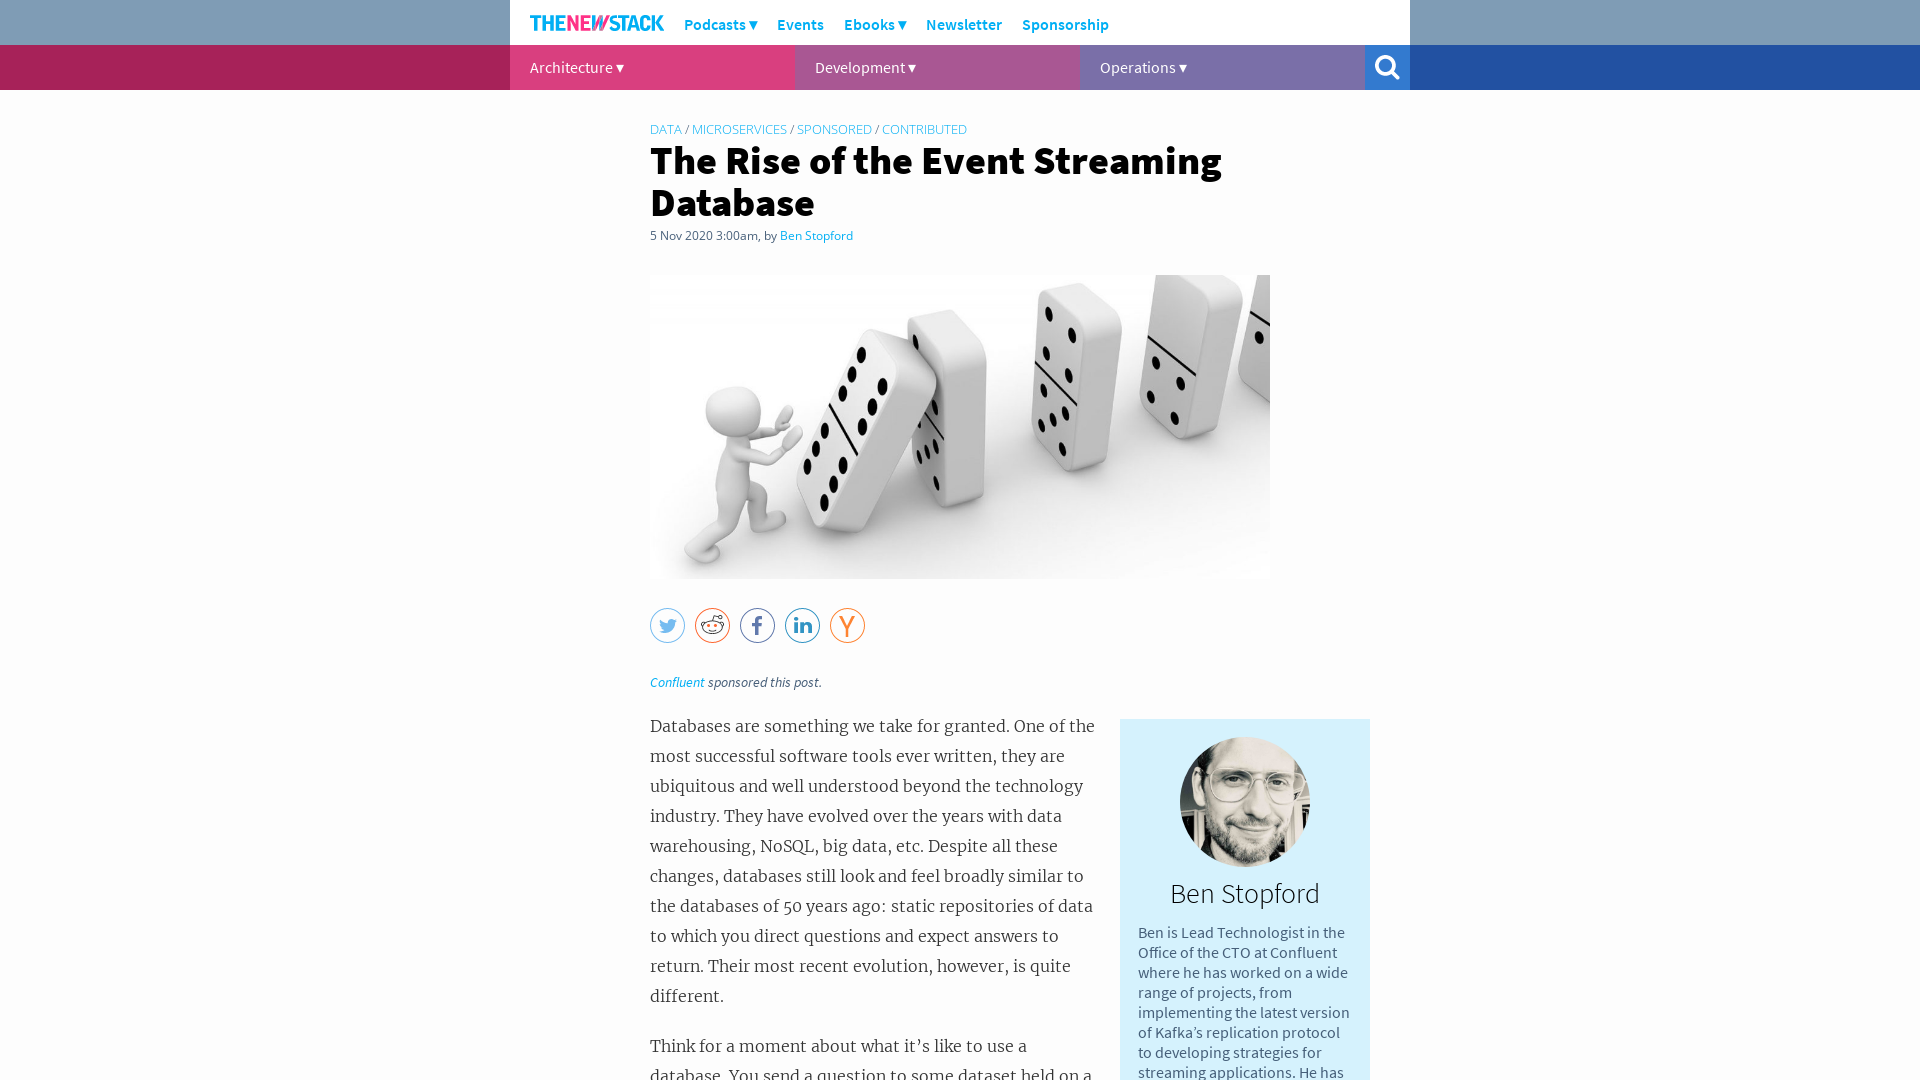 THENEWSTACK Podcasts ▾ Events Ebooks ▾ Newsletter Sponsorship
Architecture ▾ Development ▾ Operations ▾
DATA / MICROSERVICES / SPONSORED / CONTRIBUTED
The Rise of the Event Streaming
Database
5 Nov 2020 3:00am, by Ben Stopford
Confluent sponsored this post.
Databases are something we take for granted. One of the
most successful software tools ever written, they are
ubiquitous and well understood beyond the technology
industry. They have evolved over the years with data
warehousing, NoSQL, big data, etc. Despite all these
changes, databases still look and feel broadly similar to
the databases of 50 years ago: static repositories of data
to which you direct questions and expect answers to
return. Their most recent evolution, however, is quite
different.
Think for a moment about what it’s like to use a
database. You send a question to some dataset held on a
Ben Stopford
Ben is Lead Technologist in the
Office of the CTO at Confluent
where he has worked on a wide
range of projects, from
implementing the latest version
of Kafka’s replication protocol
to developing strategies for
streaming applications. He has